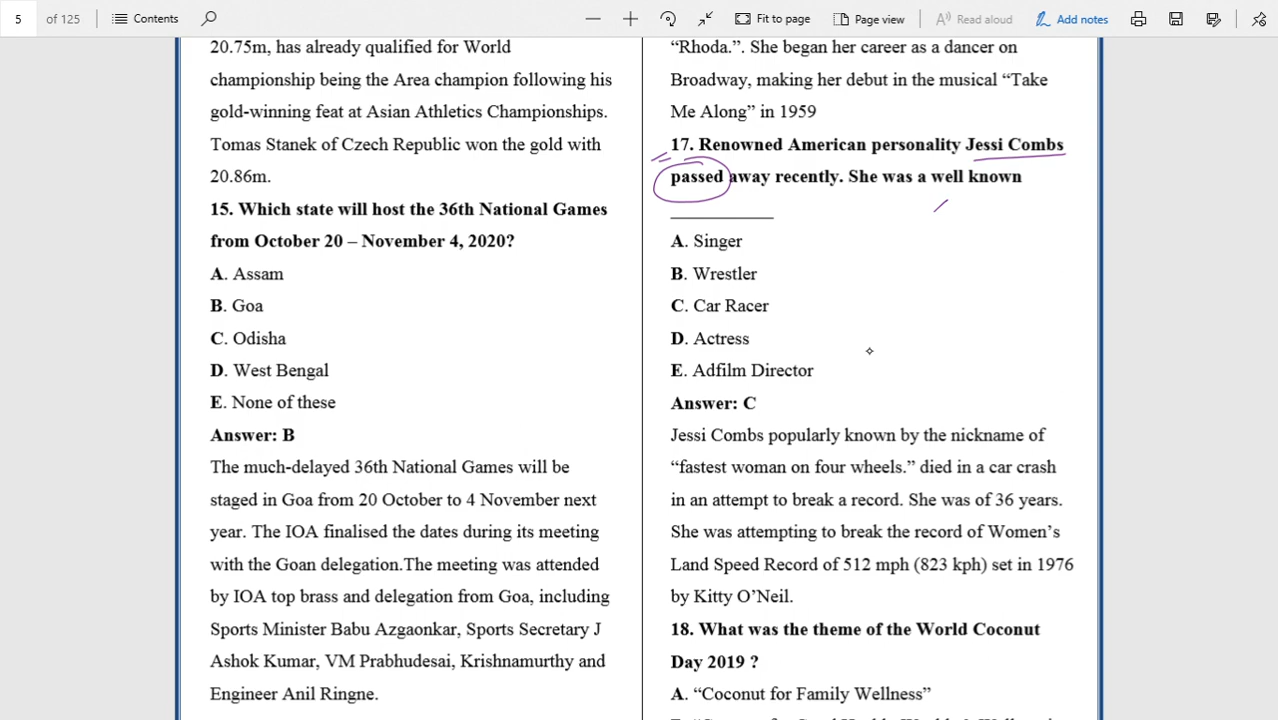 5 of 125 Contents Fit to page Page view Read aloud Add notes
20.75m, has already qualified for World
championship being the Area champion following his
gold-winning feat at Asian Athletics Championships.
Tomas Stanek of Czech Republic won the gold with
20.86m.
15. Which state will host the 36th National Games
from October 20 – November 4, 2020?
A. Assam
B. Goa
C. Odisha
D. West Bengal
E. None of these
Answer: B
The much-delayed 36th National Games will be
staged in Goa from 20 October to 4 November next
year. The IOA finalised the dates during its meeting
with the Goan delegation.The meeting was attended
by IOA top brass and delegation from Goa, including
Sports Minister Babu Azgaonkar, Sports Secretary J
Ashok Kumar, VM Prabhudesai, Krishnamurthy and
Engineer Anil Ringne.
“Rhoda.”. She began her career as a dancer on
Broadway, making her debut in the musical “Take
Me Along” in 1959
17. Renowned American personality Jessi Combs
passed away recently. She was a well known
____________
A. Singer
B. Wrestler
C. Car Racer
D. Actress
E. Adfilm Director
Answer: C
Jessi Combs popularly known by the nickname of
“fastest woman on four wheels.” died in a car crash
in an attempt to break a record. She was of 36 years.
She was attempting to break the record of Women’s
Land Speed Record of 512 mph (823 kph) set in 1976
by Kitty O’Neil.
18. What was the theme of the World Coconut
Day 2019 ?
A. “Coconut for Family Wellness”